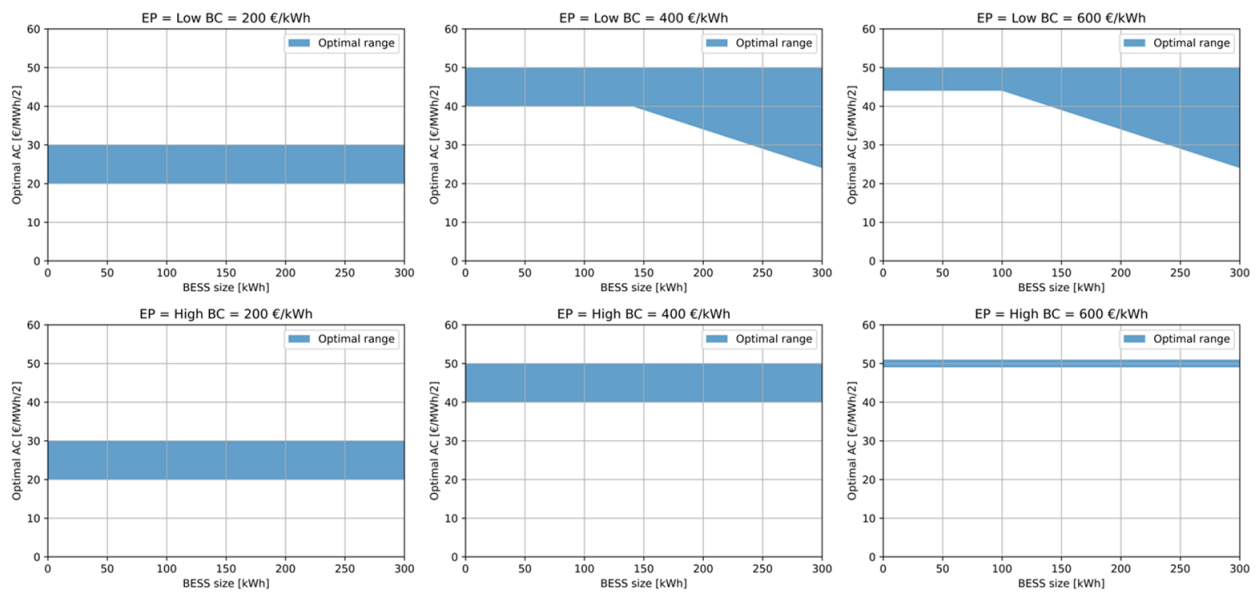 EP = Low BC = 200 €/kWh
60
50
40
30
20
10
0
Optimal AC [€/MWh/2]
Optimal range
0 50 100 150 200 250 300
BESS size [kWh]
EP = Low BC = 400 €/kWh
60
50
40
30
20
10
0
Optimal AC [€/MWh/2]
Optimal range
0 50 100 150 200 250 300
BESS size [kWh]
EP = Low BC = 600 €/kWh
60
50
40
30
20
10
0
Optimal AC [€/MWh/2]
Optimal range
0 50 100 150 200 250 300
BESS size [kWh]
EP = High BC = 200 €/kWh
60
50
40
30
20
10
0
Optimal AC [€/MWh/2]
Optimal range
0 50 100 150 200 250 300
BESS size [kWh]
EP = High BC = 400 €/kWh
60
50
40
30
20
10
0
Optimal AC [€/MWh/2]
Optimal range
0 50 100 150 200 250 300
BESS size [kWh]
EP = High BC = 600 €/kWh
60
50
40
30
20
10
0
Optimal AC [€/MWh/2]
Optimal range
0 50 100 150 200 250 300
BESS size [kWh]